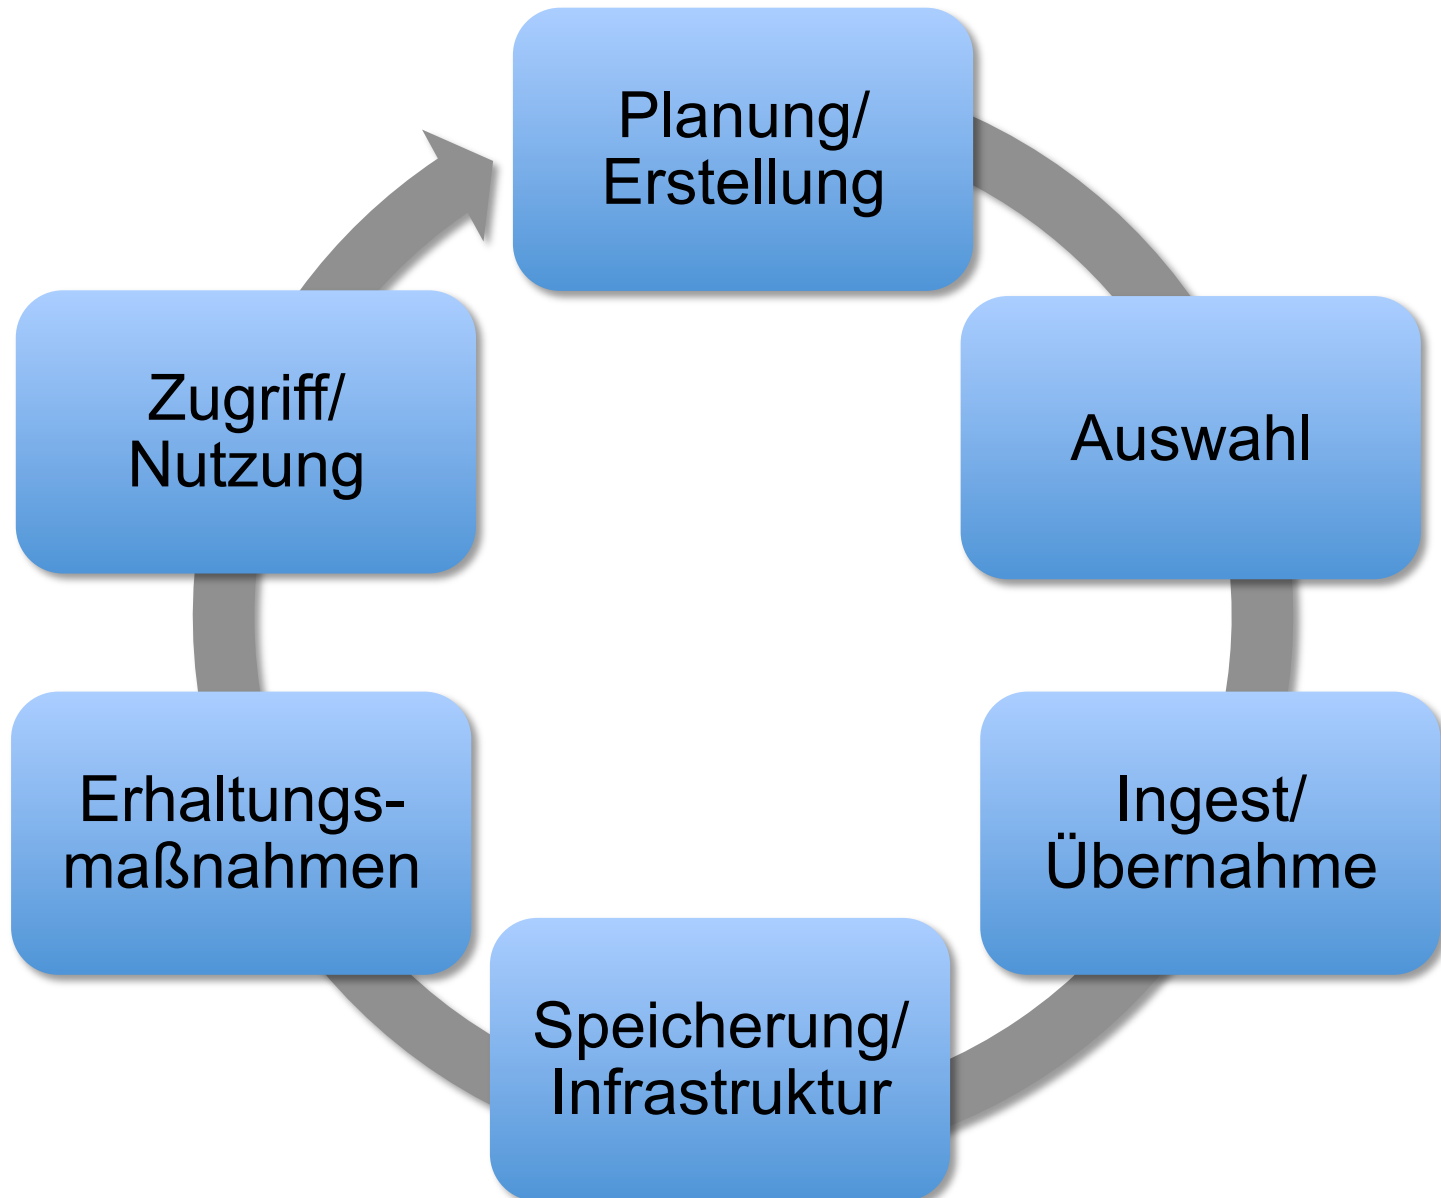 Planung/
Erstellung
Auswahl
Ingest/
Übernahme
Speicherung/
Infrastruktur
Erhaltungs-
maßnahmen
Zugriff/
Nutzung